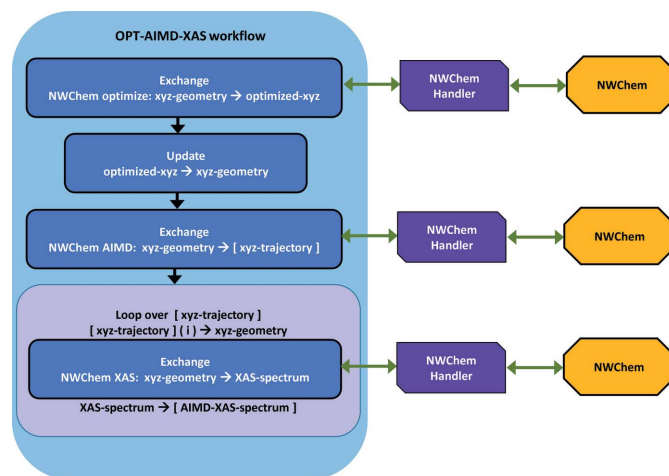 OPT-AIMD-XAS workflow
Exchange
NWChem optimize: xyz-geometry → optimized-xyz
NWChem
Handler
NWChem
Update
optimized-xyz → xyz-geometry
Exchange
NWChem AIMD: xyz-geometry → [ xyz-trajectory ]
NWChem
Handler
NWChem
Loop over [ xyz-trajectory ]
[ xyz-trajectory ] ( i ) → xyz-geometry
Exchange
NWChem XAS: xyz-geometry → XAS-spectrum
NWChem
Handler
NWChem
XAS-spectrum → [ AIMD-XAS-spectrum ]